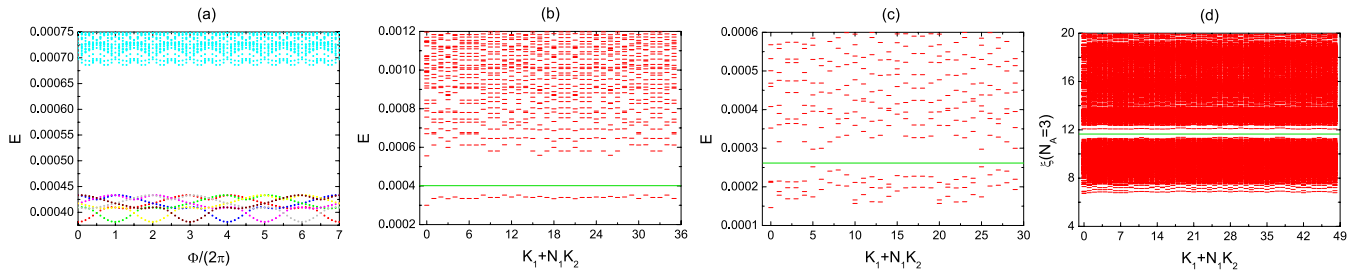 (a)
0.00075
0.00070
0.00065
0.00060
0.00055
0.00050
0.00045
0.00040
E
0 1 2 3 4 5 6 7
Φ/(2π)
(b)
0.0012
0.0010
0.0008
0.0006
0.0004
0.0002
E
0 6 12 18 24 30 36
K₁+N₁K₂
(c)
0.0006
0.0005
0.0004
0.0003
0.0002
0.0001
E
0 5 10 15 20 25 30
K₁+N₁K₂
(d)
20
16
12
8
4
ξ(N_A=3)
0 7 14 21 28 35 42 49
K₁+N₁K₂